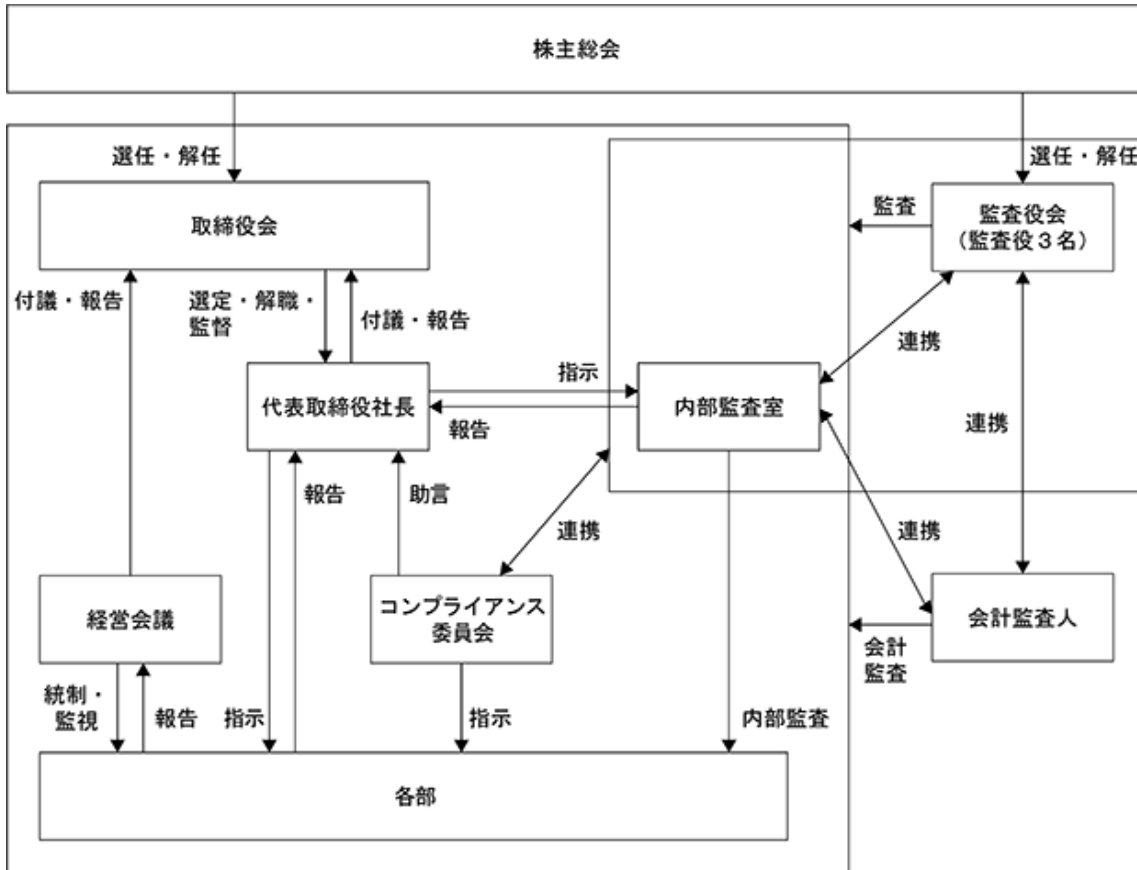 株主総会
選任・解任
選任・解任
取締役会
監査
監査役会
（監査役３名）
付議・報告
選定・解職・
監督
付議・報告
連携
指示
代表取締役社長
内部監査室
報告
連携
報告
助言
連携
連携
経営会議
コンプライアンス
委員会
会計監査人
会計
監査
統制・
監視
報告
指示
指示
内部監査
各部